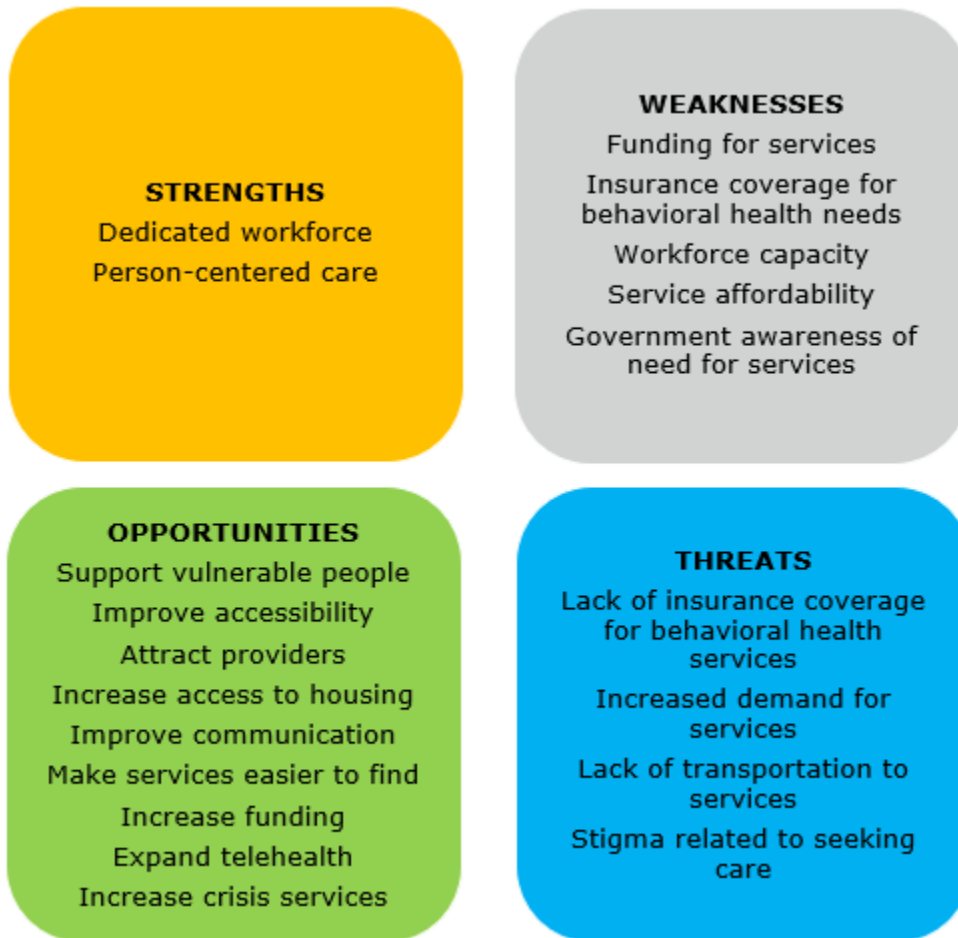 STRENGTHS
Dedicated workforce
Person-centered care
WEAKNESSES
Funding for services
Insurance coverage for
behavioral health needs
Workforce capacity
Service affordability
Government awareness of
need for services
OPPORTUNITIES
Support vulnerable people
Improve accessibility
Attract providers
Increase access to housing
Improve communication
Make services easier to find
Increase funding
Expand telehealth
Increase crisis services
THREATS
Lack of insurance coverage
for behavioral health
services
Increased demand for
services
Lack of transportation to
services
Stigma related to seeking
care